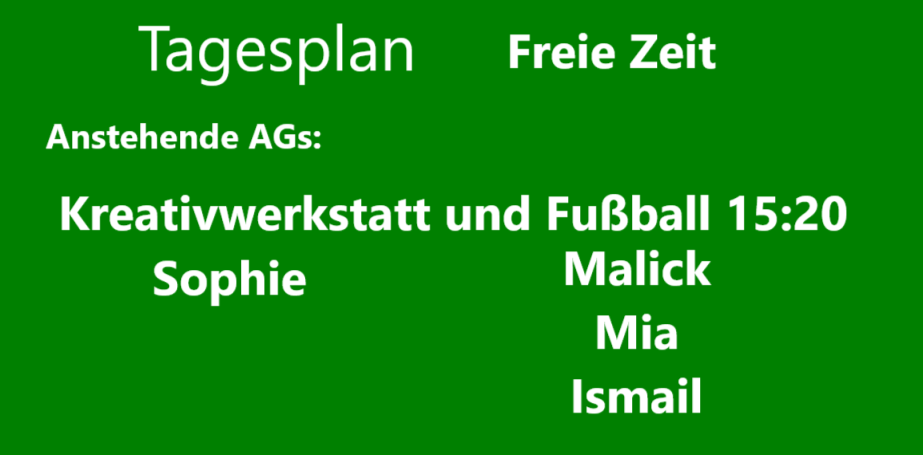 Tagesplan Freie Zeit
Anstehende AGs:
Kreativwerkstatt und Fußball 15:20
Sophie Malick
Mia
Ismail